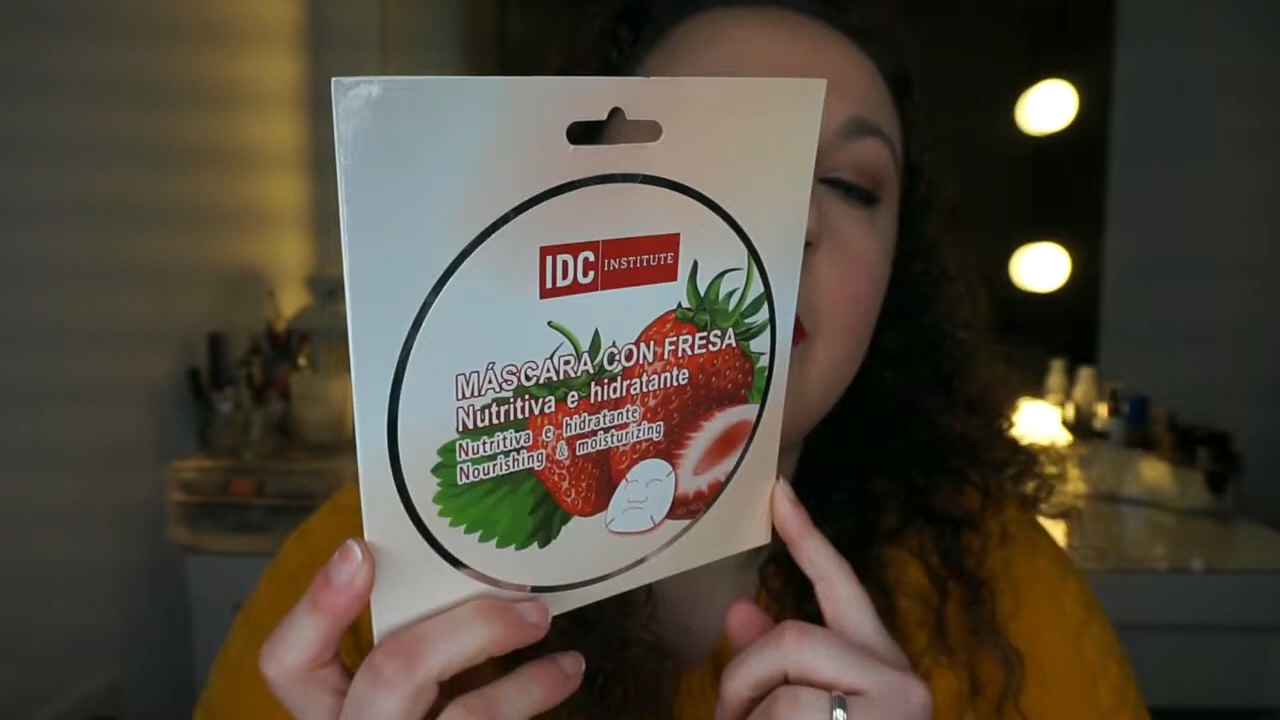 IDC INSTITUTE
MÁSCARA CON FRESA
Nutritiva e hidratante
Nutritiva e hidratante
Nourishing & moisturizing